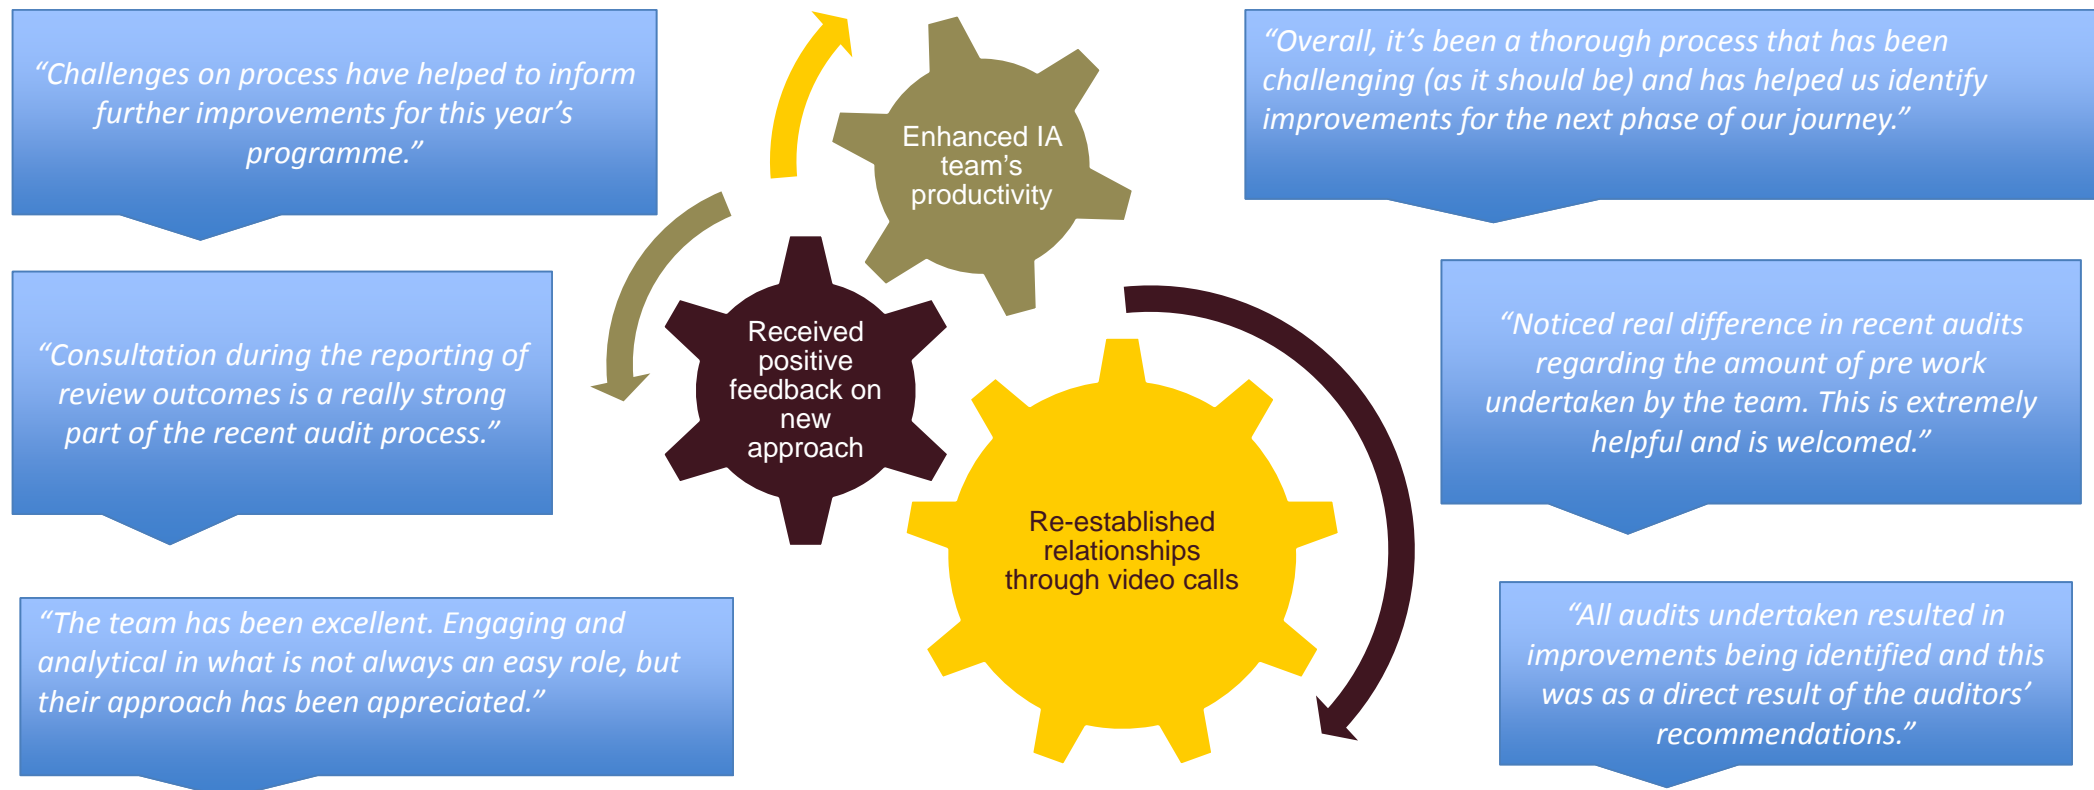 “Challenges on process have helped to inform
further improvements for this year’s
programme.”
Enhanced IA
team’s
productivity
“Overall, it’s been a thorough process that has been
challenging (as it should be) and has helped us identify
improvements for the next phase of our journey.”
“Consultation during the reporting of
review outcomes is a really strong
part of the recent audit process.”
Received
positive
feedback on
new
approach
“Noticed real difference in recent audits
regarding the amount of pre work
undertaken by the team. This is extremely
helpful and is welcomed.”
Re-established
relationships
through video calls
“The team has been excellent. Engaging and
analytical in what is not always an easy role, but
their approach has been appreciated.”
“All audits undertaken resulted in
improvements being identified and this
was as a direct result of the auditors’
recommendations.”